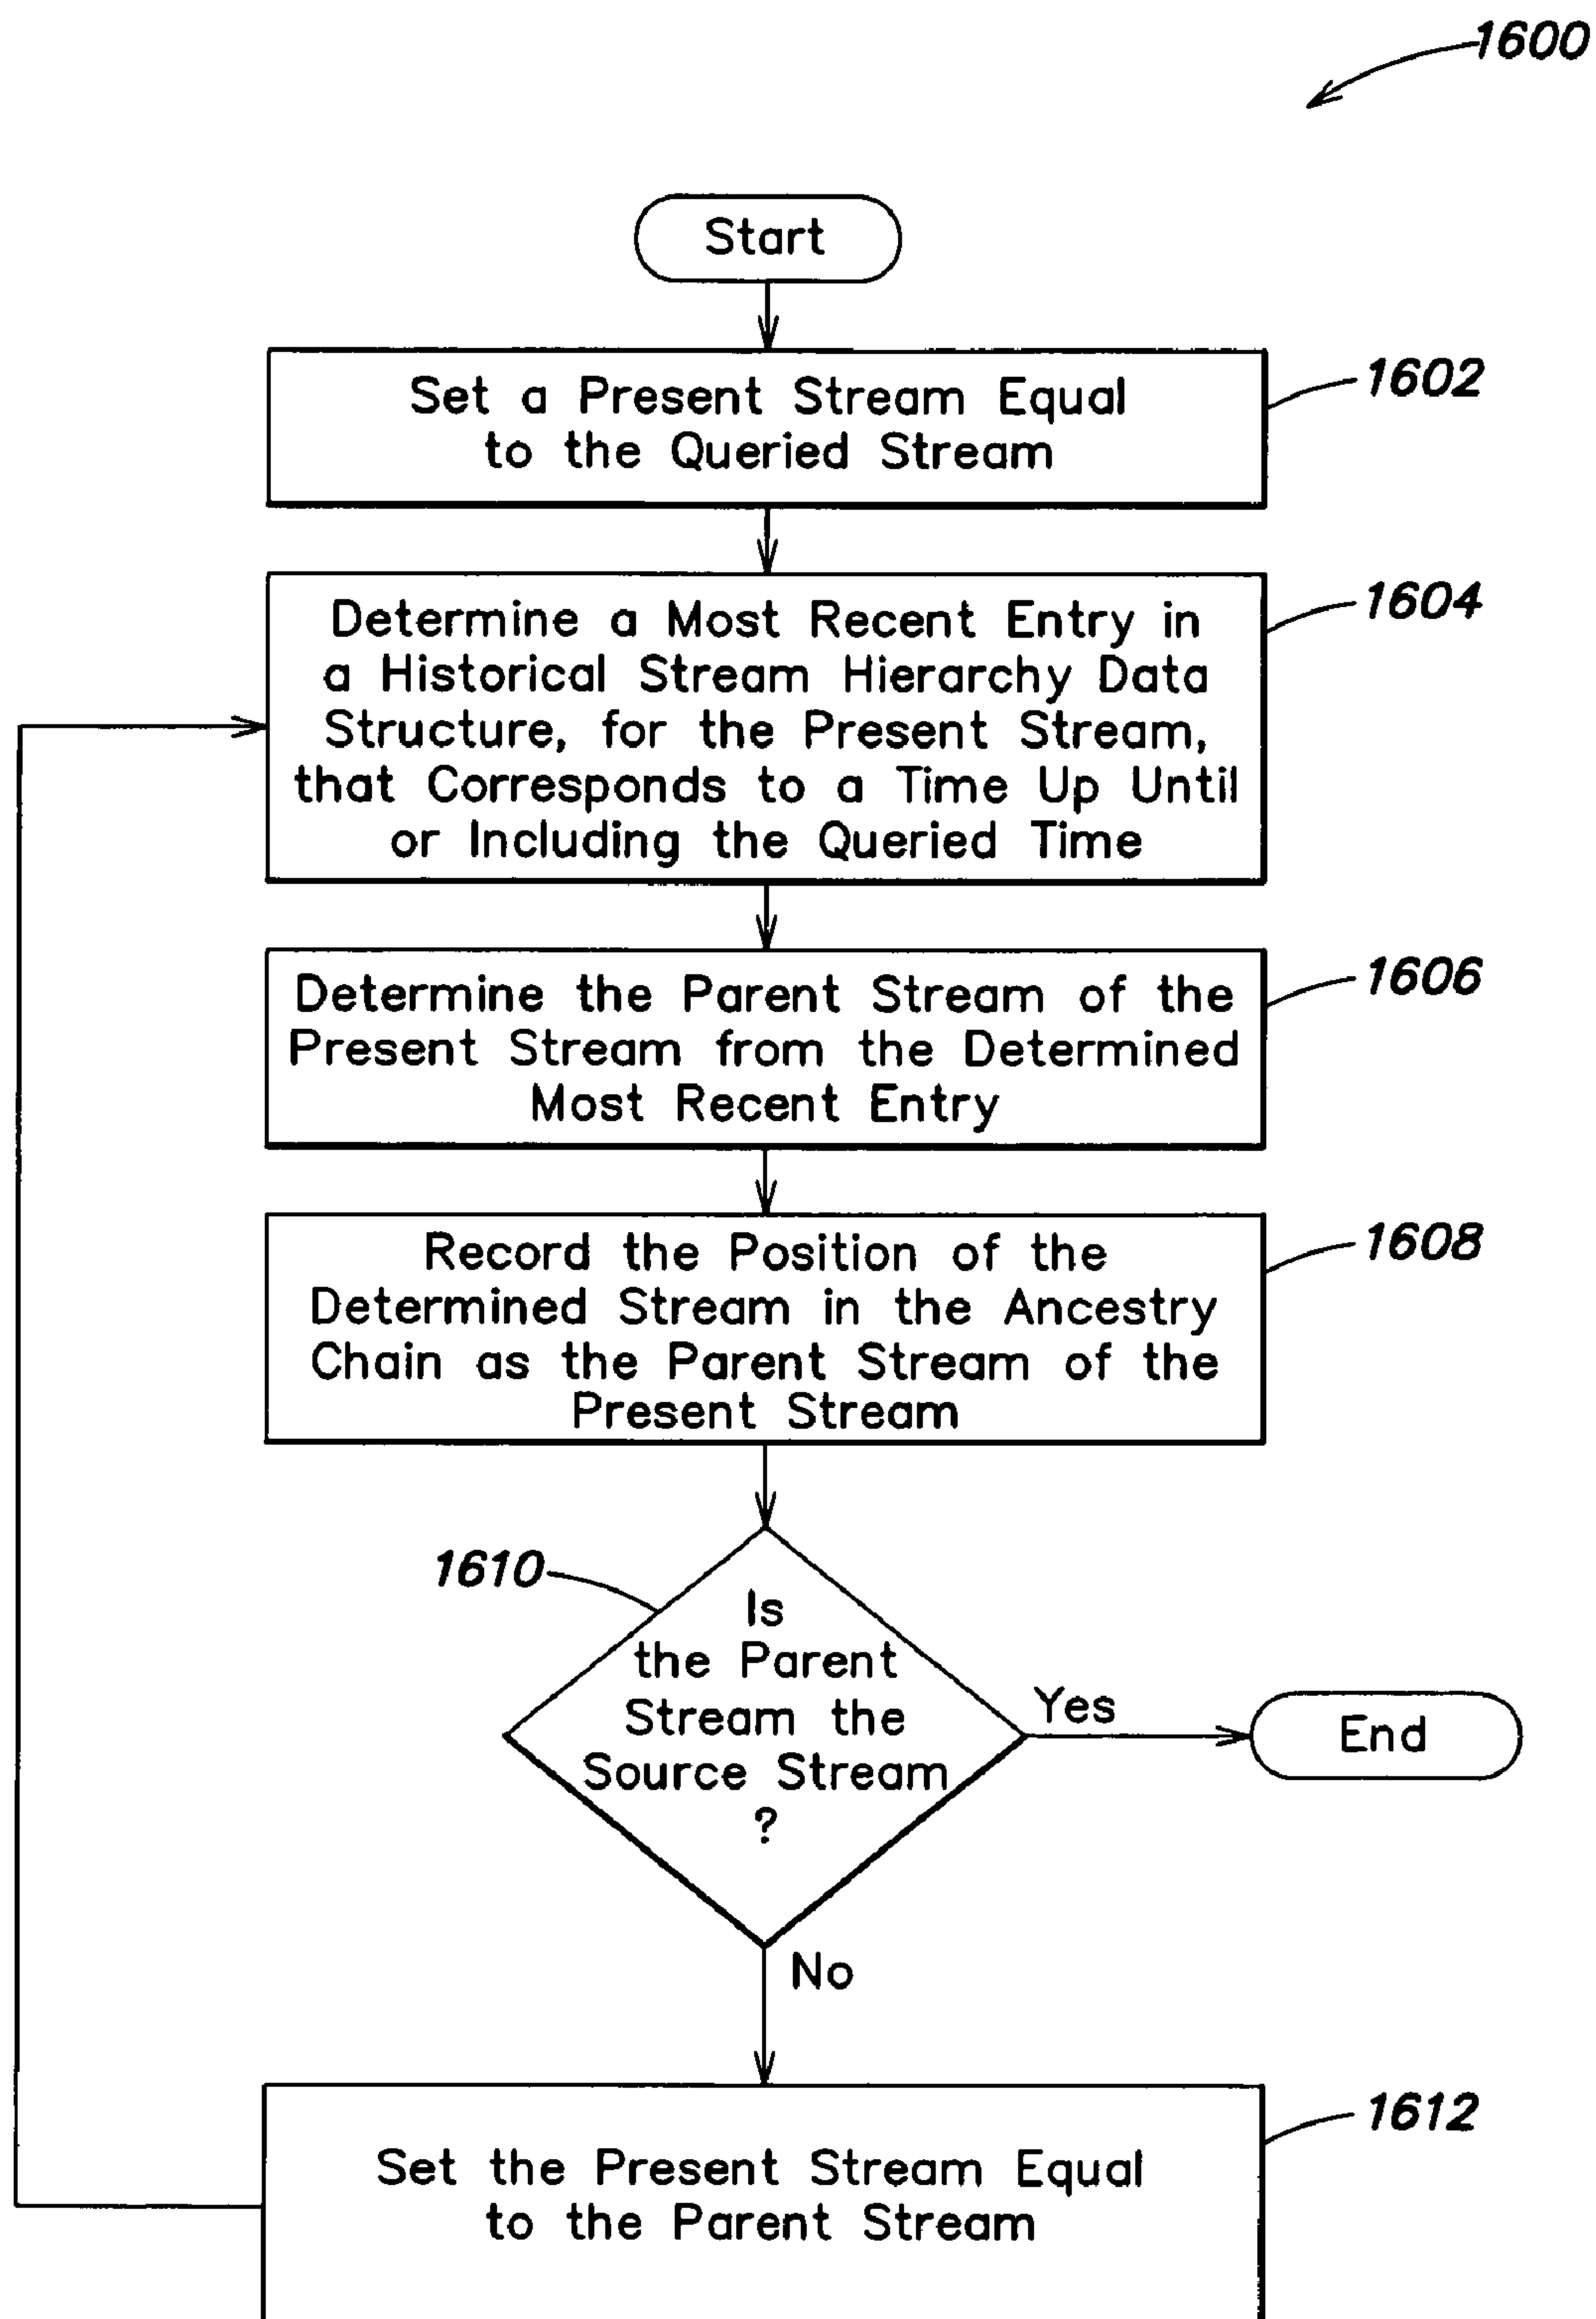 1600
Start
Set a Present Stream Equal
to the Queried Stream
1602
Determine a Most Recent Entry in
a Historical Stream Hierarchy Data
Structure, for the Present Stream,
that Corresponds to a Time Up Until
or Including the Queried Time
1604
Determine the Parent Stream of the
Present Stream from the Determined
Most Recent Entry
1606
Record the Position of the
Determined Stream in the Ancestry
Chain as the Parent Stream of the
Present Stream
1608
1610
Is
the Parent
Stream the
Source Stream
?
Yes
End
No
Set the Present Stream Equal
to the Parent Stream
1612